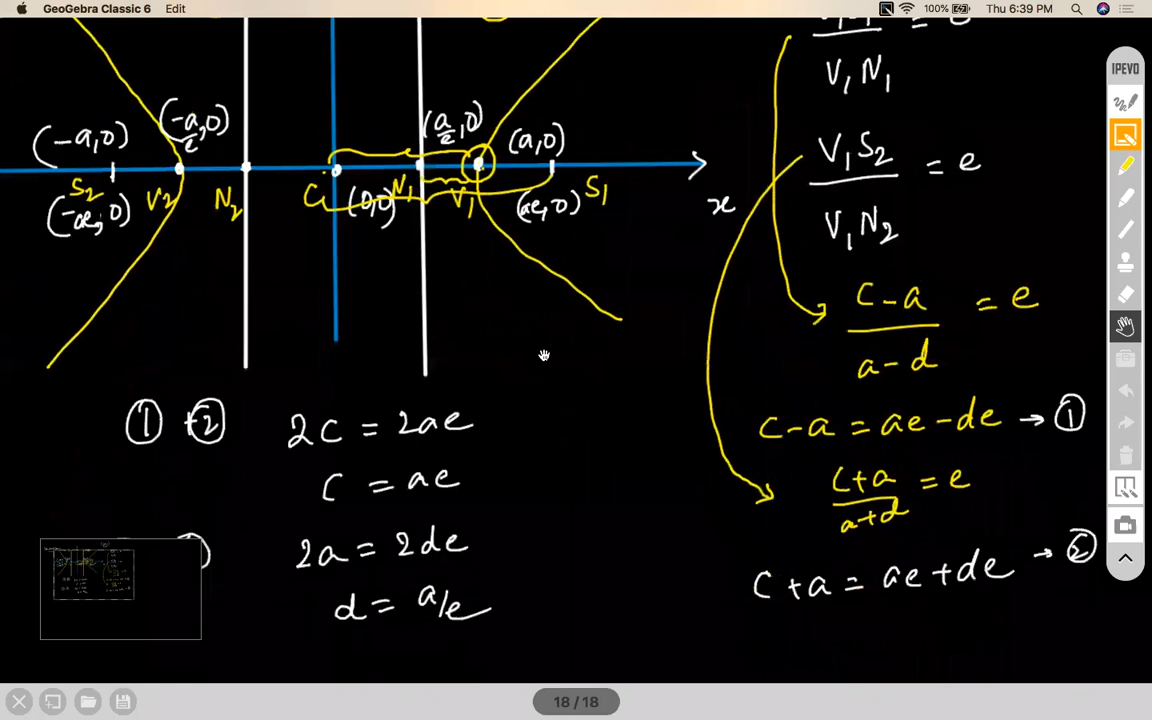 GeoGebra Classic 6 Edit
100% Thu 6:39 PM
IPEVO
V₁N₁
(-a,0) (-a/e,0) (a/e,0) (a,0)
V₁S₂/V₁N₂ = e
S₂ V₂ N₂ C (0,0) N₁ V₁ S₁
(-ae,0) (ae,0)
x
c-a/a-d = e
① +② 2c = 2ae
c-a = ae-de → ①
c = ae
c+a/a+d = e
2a = 2de
c+a = ae+de → ②
d = a/e
18 / 18